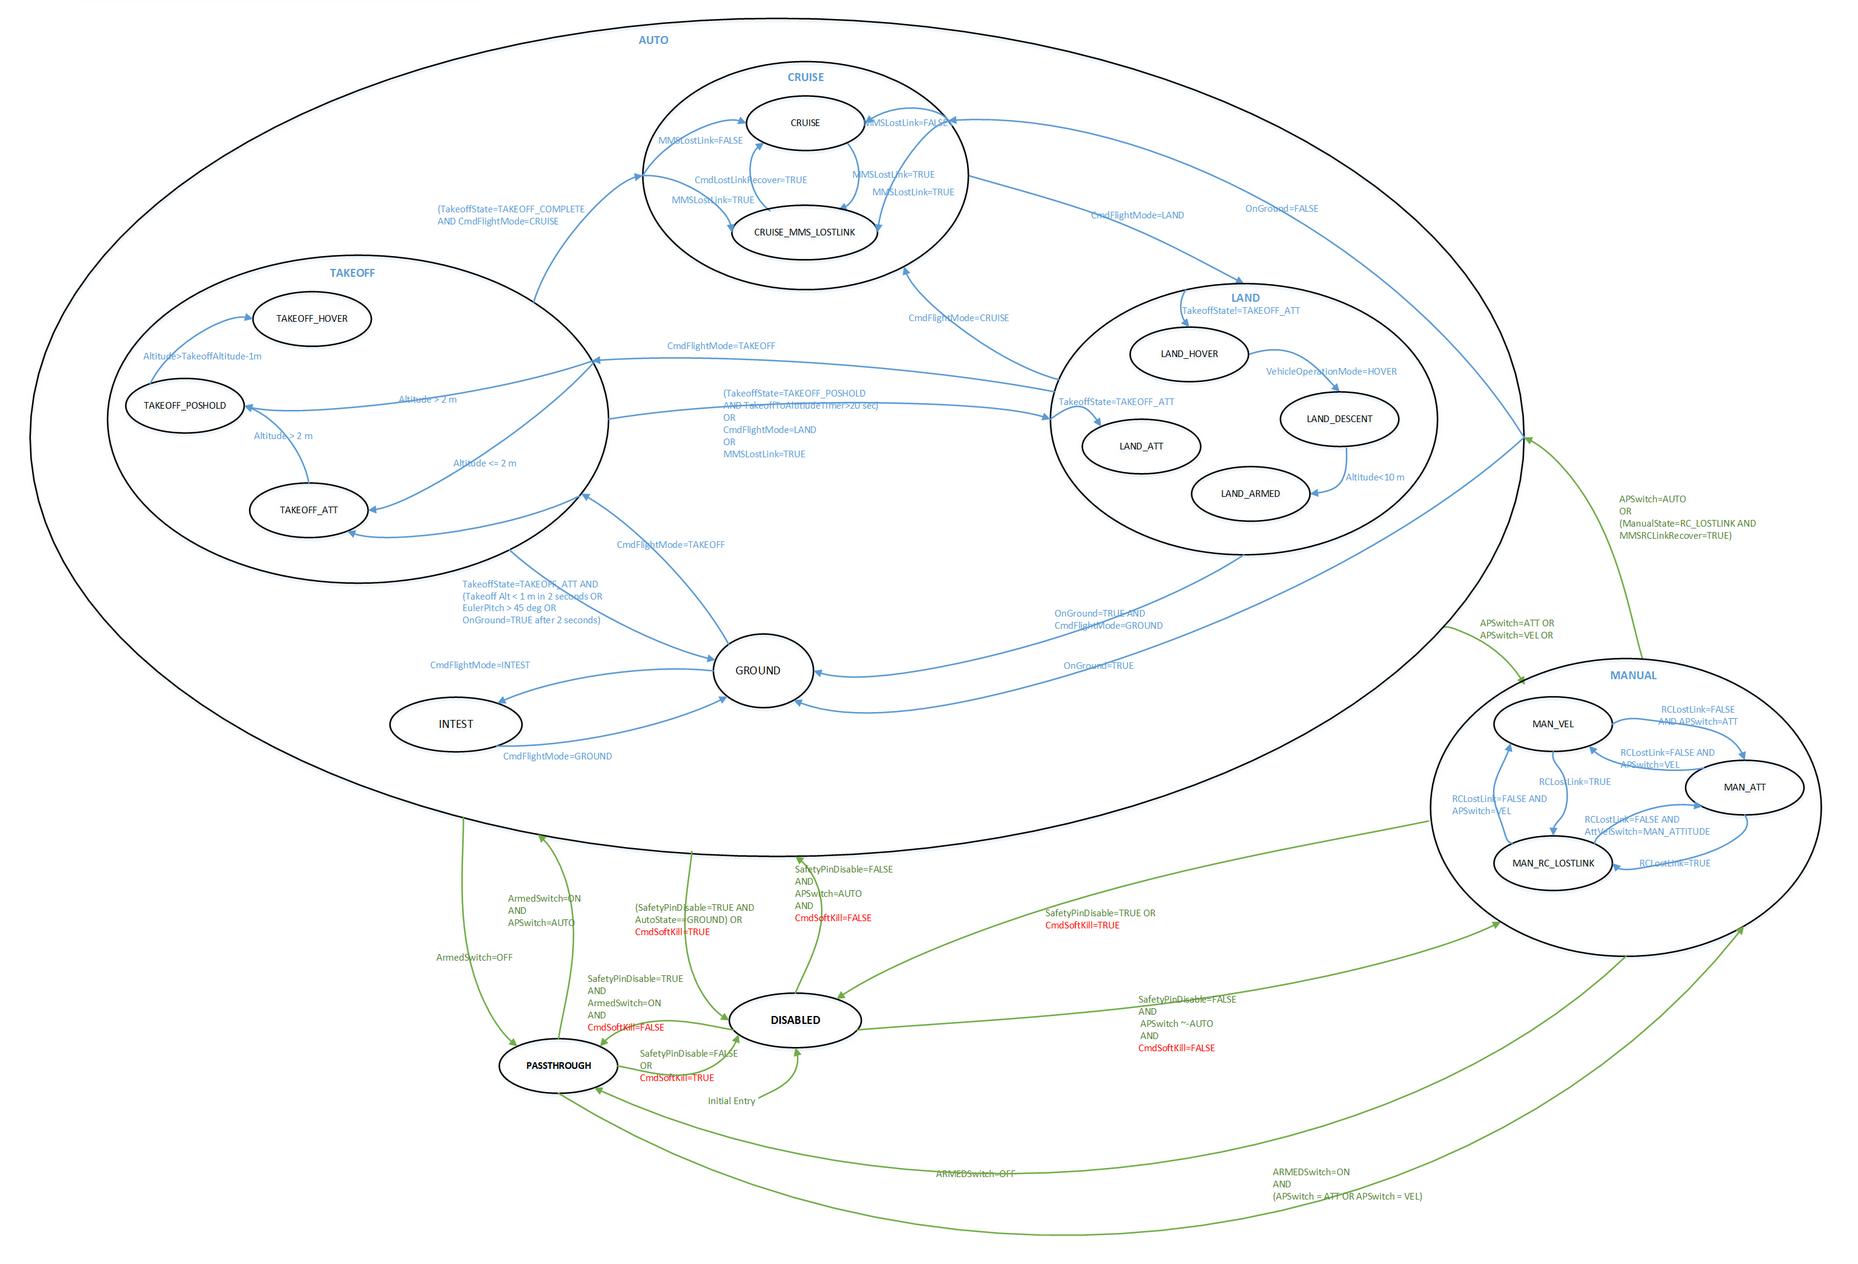 AUTO
CRUISE
CRUISE
MMSLostLink=FALSE
MMSLostLink=FALSE
CmdLostLinkRecover=TRUE
MMSLostLink=TRUE
MMSLostLink=TRUE
MMSLostLink=TRUE
CRUISE_MMS_LOSTLINK
(TakeoffState=TAKEOFF_COMPLETE
AND CmdFlightMode=CRUISE
CmdFlightMode=LAND
OnGround=FALSE
TAKEOFF
TAKEOFF_HOVER
Altitude>TakeoffAltitude-1m
TAKEOFF_POSHOLD
Altitude > 2 m
Altitude > 2 m
Altitude <= 2 m
TAKEOFF_ATT
CmdFlightMode=CRUISE
CmdFlightMode=TAKEOFF
(TakeoffState=TAKEOFF_POSHOLD
AND TakeoffToAltitudeTimer>20 sec)
OR
CmdFlightMode=LAND
OR
MMSLostLink=TRUE
LAND
TakeoffState!=TAKEOFF_ATT
LAND_HOVER
VehicleOperationMode=HOVER
TakeoffState=TAKEOFF_ATT
LAND_DESCENT
LAND_ATT
Altitude<10 m
LAND_ARMED
CmdFlightMode=TAKEOFF
TakeoffState=TAKEOFF_ATT AND
(Takeoff Alt < 1 m in 2 seconds OR
EulerPitch > 45 deg OR
OnGround=TRUE after 2 seconds)
OnGround=TRUE AND
CmdFlightMode=GROUND
OnGround=TRUE
CmdFlightMode=INTEST
GROUND
INTEST
CmdFlightMode=GROUND
APSwitch=AUTO
OR
(ManualState=RC_LOSTLINK AND
MMSRCLinkRecover=TRUE)
APSwitch=ATT OR
APSwitch=VEL OR
MANUAL
MAN_VEL
RCLostLink=FALSE
AND APSwitch=ATT
RCLostLink=FALSE AND
APSwitch=VEL
RCLostLink=TRUE
MAN_ATT
RCLostLink=FALSE AND
APSwitch=VEL
RCLostLink=FALSE AND
AttVelSwitch=MAN_ATTITUDE
MAN_RC_LOSTLINK
RCLostLink=TRUE
ArmedSwitch=ON
AND
APSwitch=AUTO
ArmedSwitch=OFF
(SafetyPinDisable=TRUE AND
AutoState==GROUND) OR
CmdSoftKill=TRUE
SafetyPinDisable=FALSE
AND
APSwitch=AUTO
AND
CmdSoftKill=FALSE
SafetyPinDisable=TRUE OR
CmdSoftKill=TRUE
SafetyPinDisable=TRUE
AND
ArmedSwitch=ON
AND
CmdSoftKill=FALSE
DISABLED
SafetyPinDisable=FALSE
AND
APSwitch ~-AUTO
AND
CmdSoftKill=FALSE
PASSTHROUGH
SafetyPinDisable=FALSE
OR
CmdSoftKill=TRUE
Initial Entry
ARMEDSwitch=OFF
ARMEDSwitch=ON
AND
(APSwitch = ATT OR APSwitch = VEL)